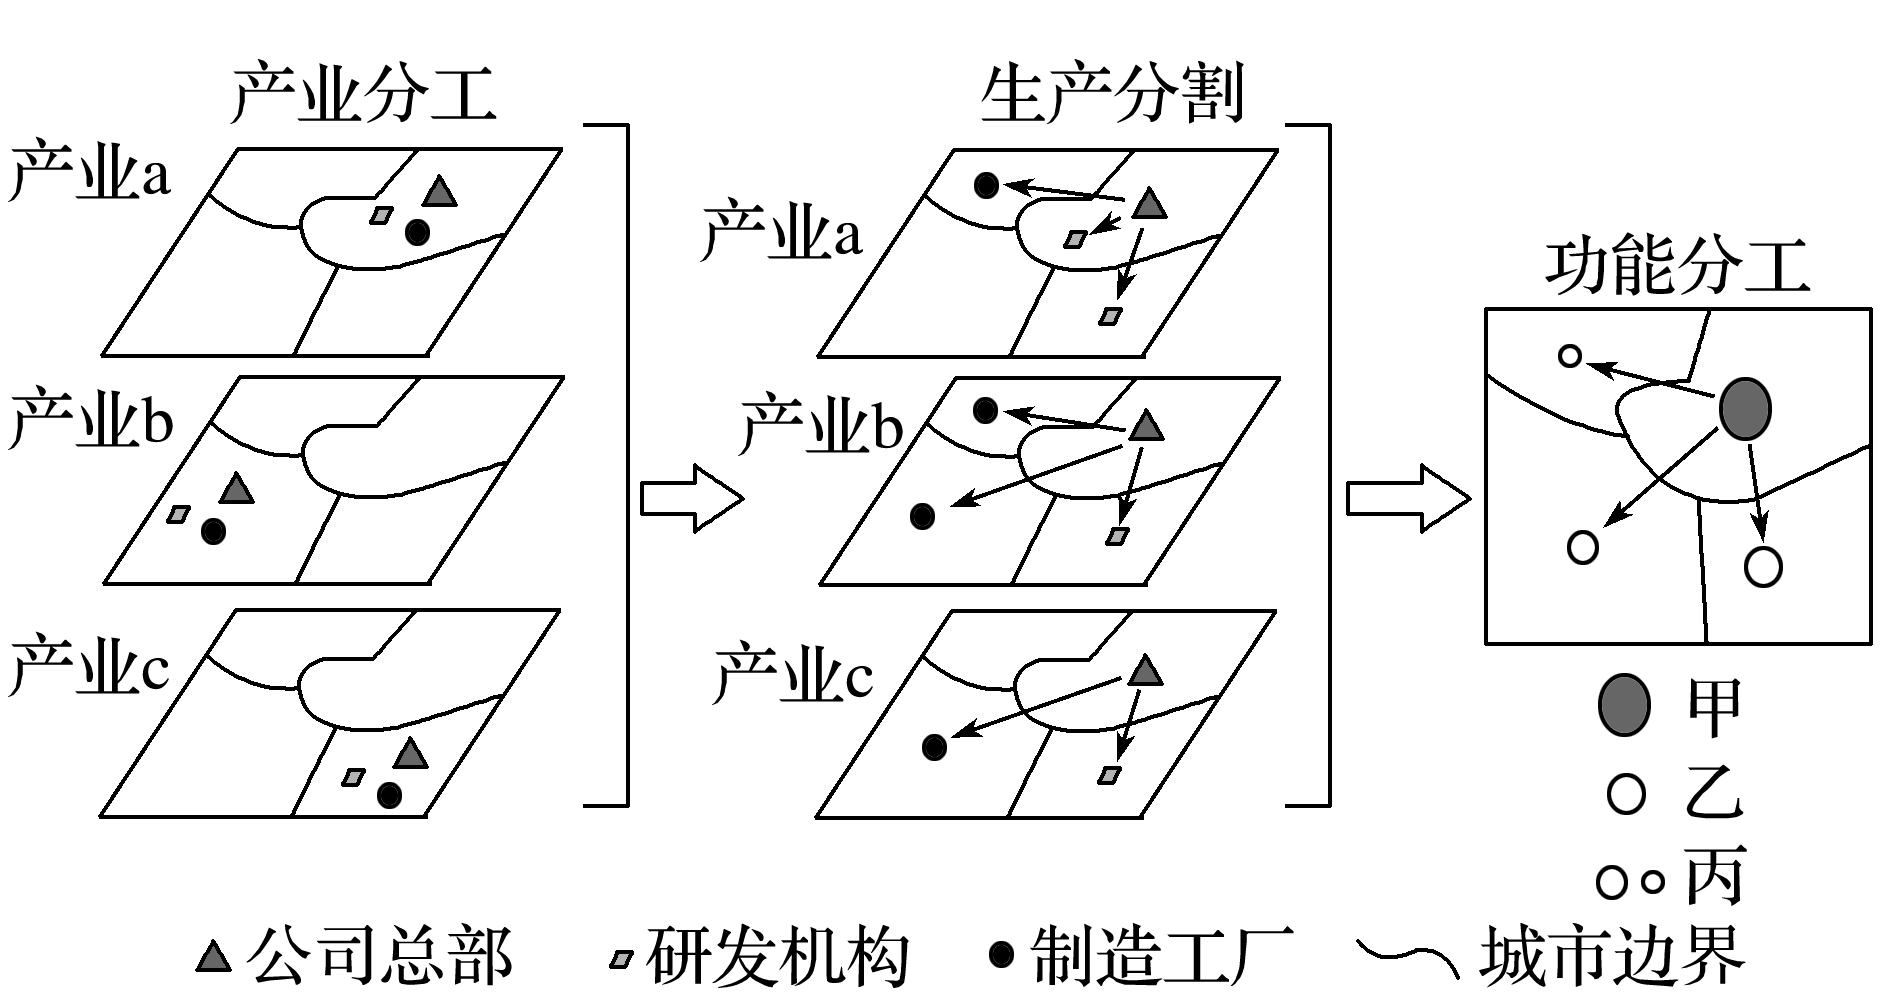 产业分工
产业a
产业b
产业c
生产分割
产业a
产业b
产业c
功能分工
甲
乙
丙
公司总部
研发机构
制造工厂
城市边界